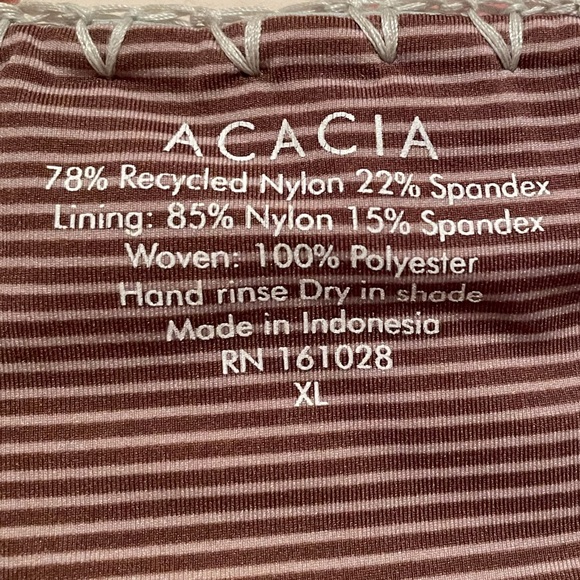 ACACIA
78% Recycled Nylon 22% Spandex
Lining: 85% Nylon 15% Spandex
Woven: 100% Polyester
Hand rinse Dry in shade
Made in Indonesia
RN 161028
XL